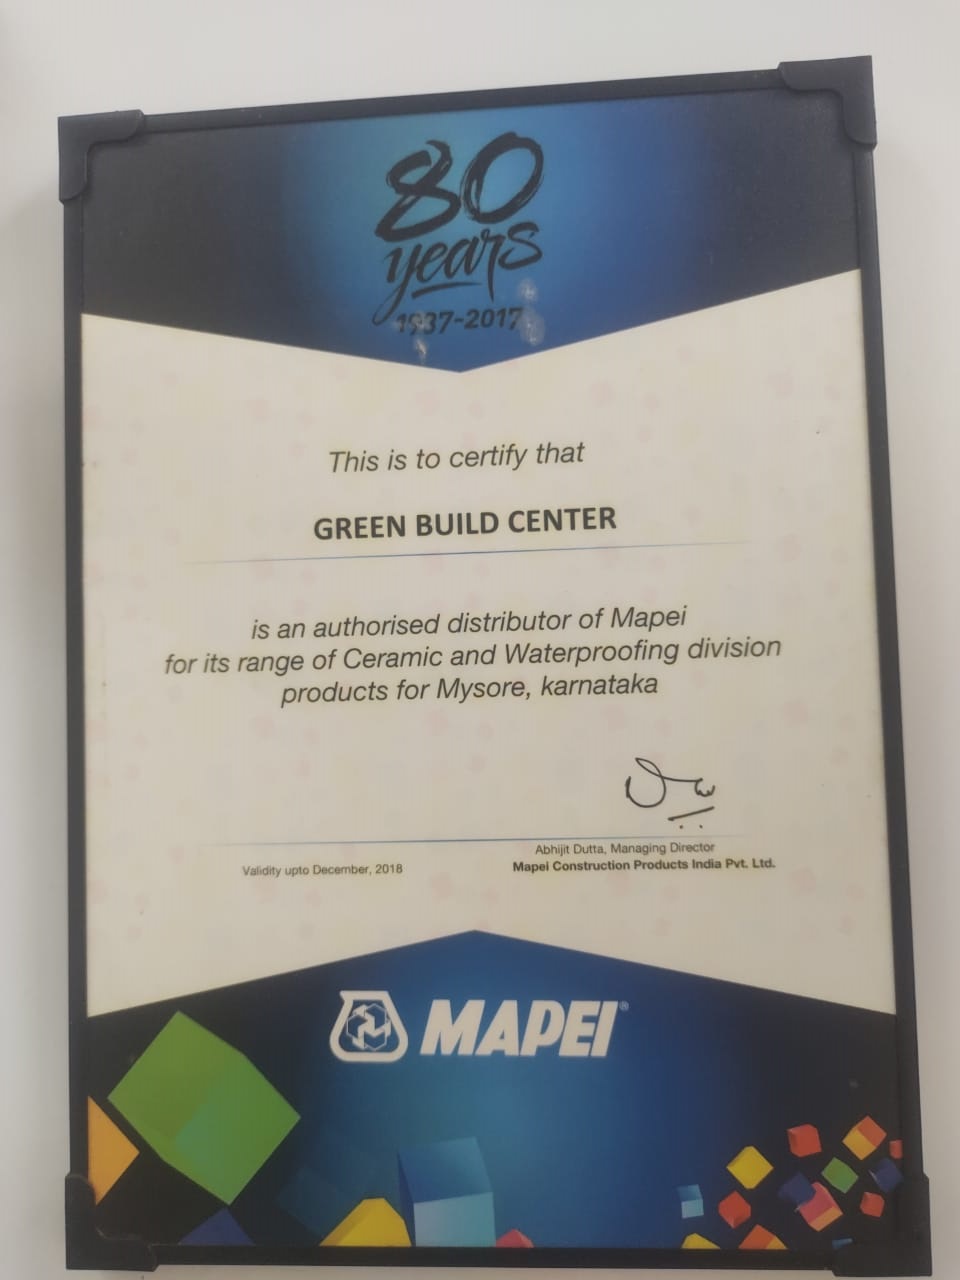 80
years
1937-2017
This is to certify that
GREEN BUILD CENTER
is an authorised distributor of Mapei
for its range of Ceramic and Waterproofing division
products for Mysore, karnataka
Validity upto December, 2018
Abhijit Dutta, Managing Director
Mapei Construction Products India Pvt. Ltd.
MAPEI®